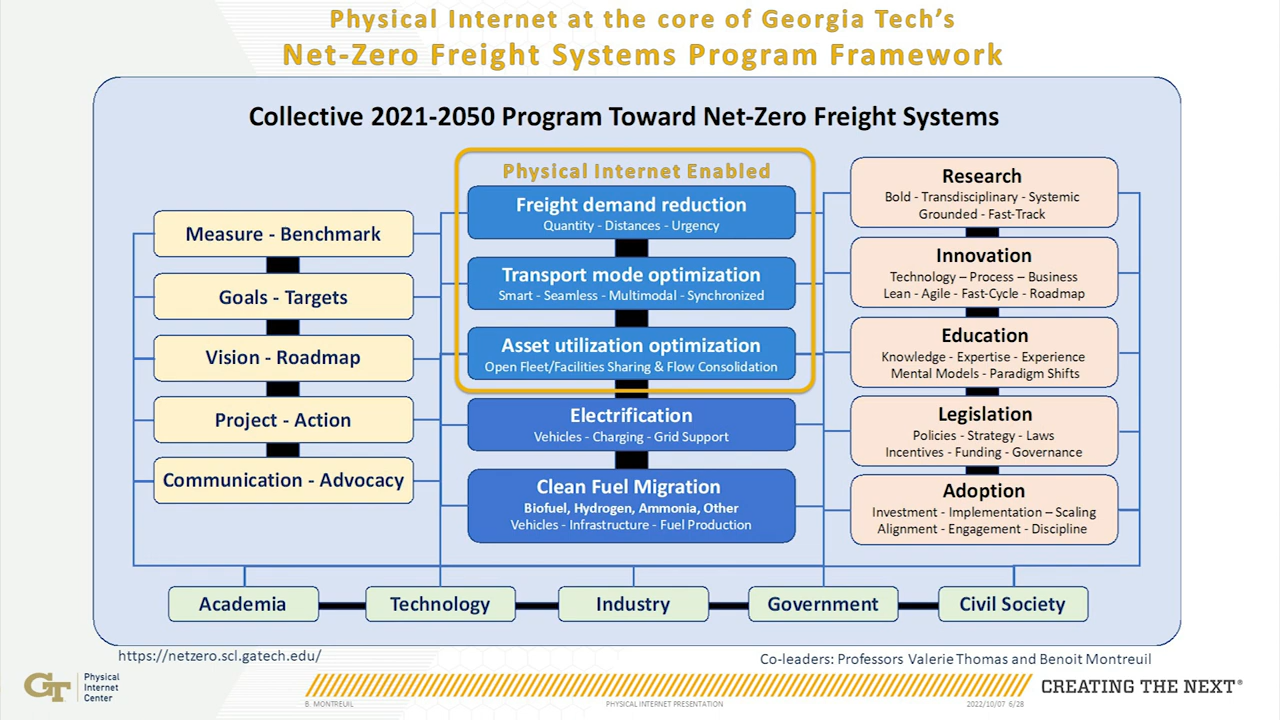 Physical Internet at the core of Georgia Tech's
Net-Zero Freight Systems Program Framework
Collective 2021-2050 Program Toward Net-Zero Freight Systems
Measure - Benchmark
Goals - Targets
Vision - Roadmap
Project - Action
Communication - Advocacy
Physical Internet Enabled
Freight demand reduction
Quantity - Distances - Urgency
Transport mode optimization
Smart - Seamless - Multimodal - Synchronized
Asset utilization optimization
Open Fleet/Facilities Sharing & Flow Consolidation
Electrification
Vehicles - Charging - Grid Support
Clean Fuel Migration
Biofuel, Hydrogen, Ammonia, Other
Vehicles - Infrastructure - Fuel Production
Research
Bold - Transdisciplinary - Systemic
Grounded - Fast-Track
Innovation
Technology – Process – Business
Lean - Agile - Fast-Cycle - Roadmap
Education
Knowledge - Expertise - Experience
Mental Models - Paradigm Shifts
Legislation
Policies - Strategy - Laws
Incentives - Funding - Governance
Adoption
Investment - Implementation – Scaling
Alignment - Engagement - Discipline
Academia
Technology
Industry
Government
Civil Society
https://netzero.scl.gatech.edu/
Co-leaders: Professors Valerie Thomas and Benoit Montreuil
GT
Physical
Internet
Center
CREATING THE NEXT®
B. MONTREUIL
PHYSICAL INTERNET PRESENTATION
2022/10/07 6/28